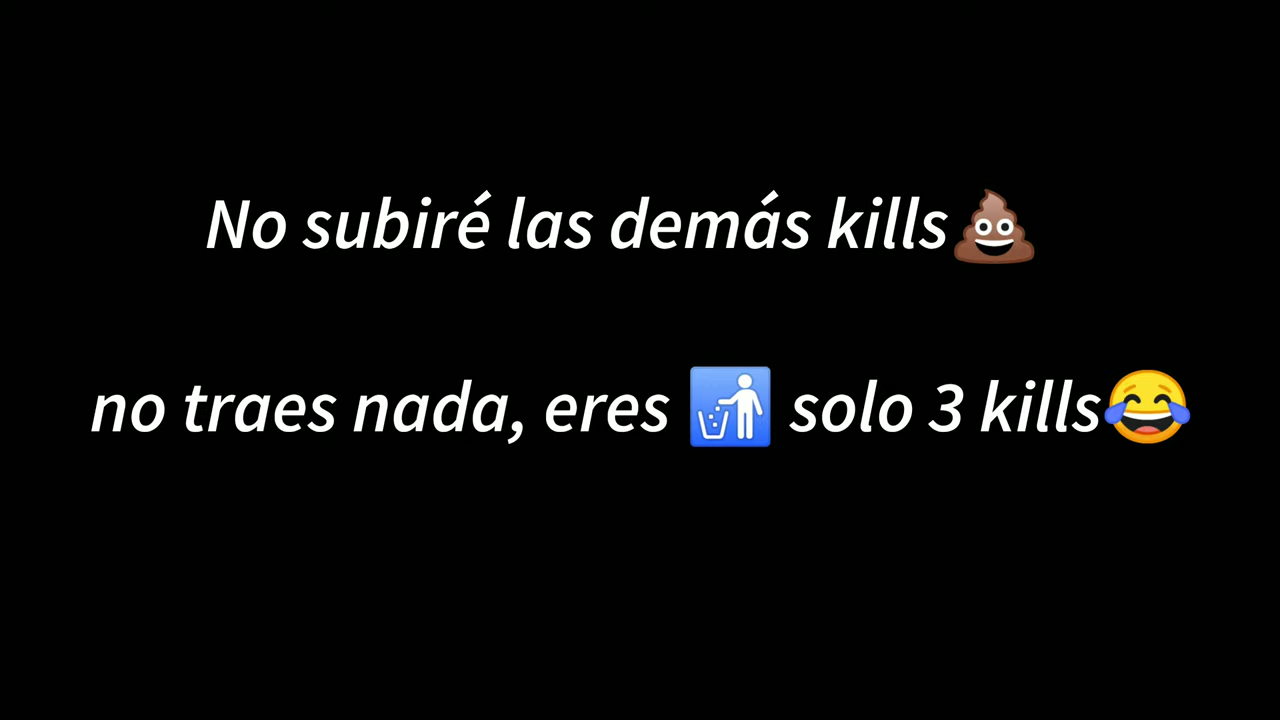 No subiré las demás kills💩
no traes nada, eres 🚮 solo 3 kills😂